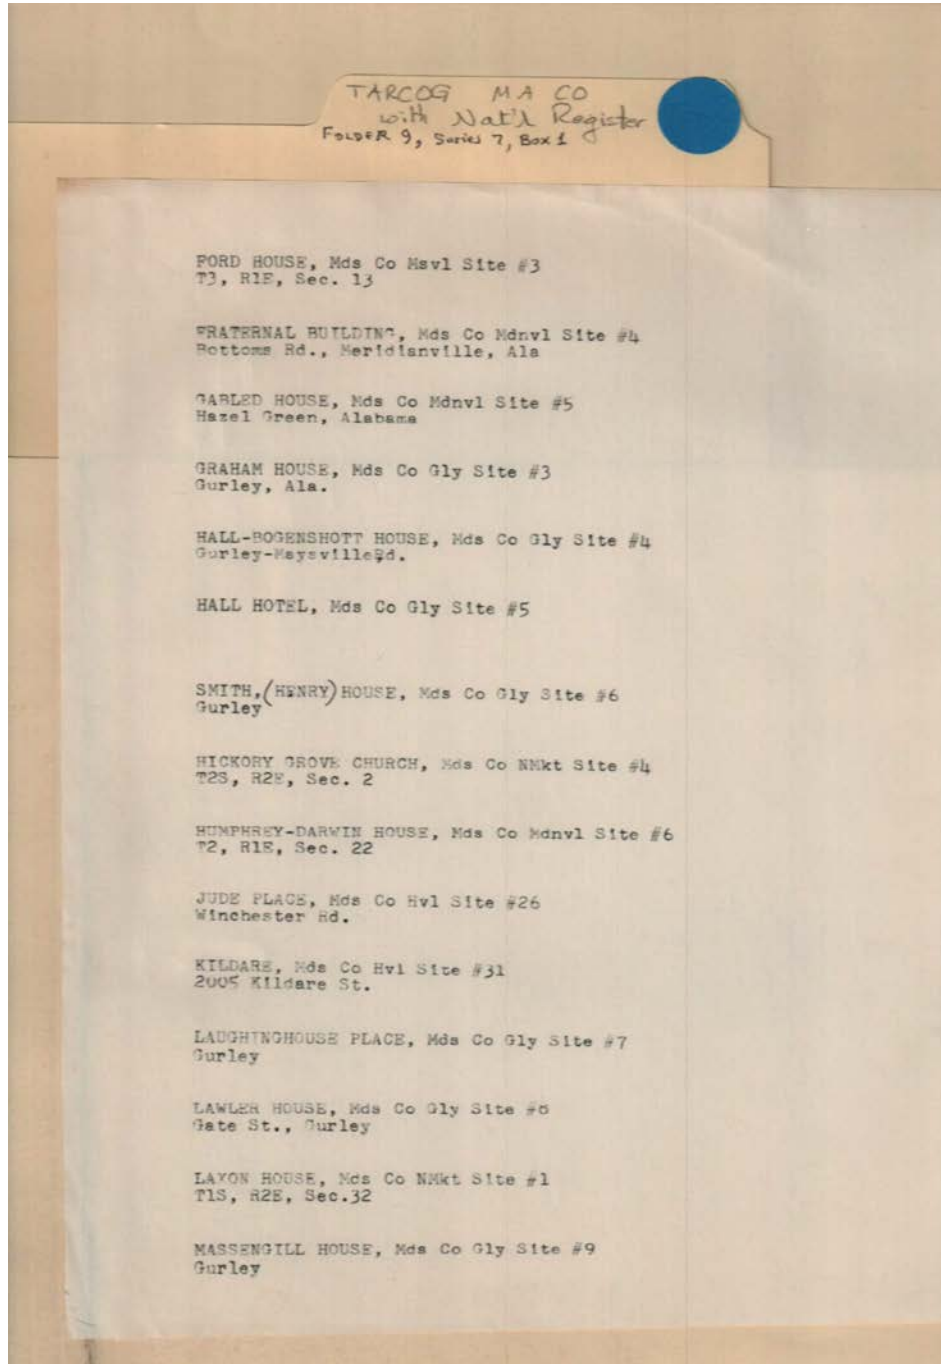 TARCOG MA CO
with Nat'l Register
FOLDER 9, Series 7, Box 1
FORD HOUSE, Mds Co Msvl Site #3
T3, R1E, Sec. 13
FRATERNAL BUILDING, Mds Co Mdnvl Site #4
Bottoms Rd., Meridianville, Ala
GABLED HOUSE, Mds Co Mdnvl Site #5
Hazel Green, Alabama
GRAHAM HOUSE, Mds Co Gly Site #3
Gurley, Ala.
HALL-BOGENSHOTT HOUSE, Mds Co Gly Site #4
Gurley-MaysvilleRd.
HALL HOTEL, Mds Co Gly Site #5
SMITH,(HENRY)HOUSE, Mds Co Gly Site #6
Gurley
HICKORY GROVE CHURCH, Mds Co NMkt Site #4
T2S, R2E, Sec. 2
HUMPHREY-DARWIN HOUSE, Mds Co Mdnvl Site #6
T2, R1E, Sec. 22
JUDE PLACE, Mds Co Hvl Site #26
Winchester Rd.
KILDARE, Mds Co Hvl Site #31
2005 Kildare St.
LAUGHINGHOUSE PLACE, Mds Co Gly Site #7
Gurley
LAWLER HOUSE, Mds Co Gly Site #8
Gate St., Gurley
LAXON HOUSE, Mds Co NMkt Site #1
T1S, R2E, Sec.32
MASSENGILL HOUSE, Mds Co Gly Site #9
Gurley